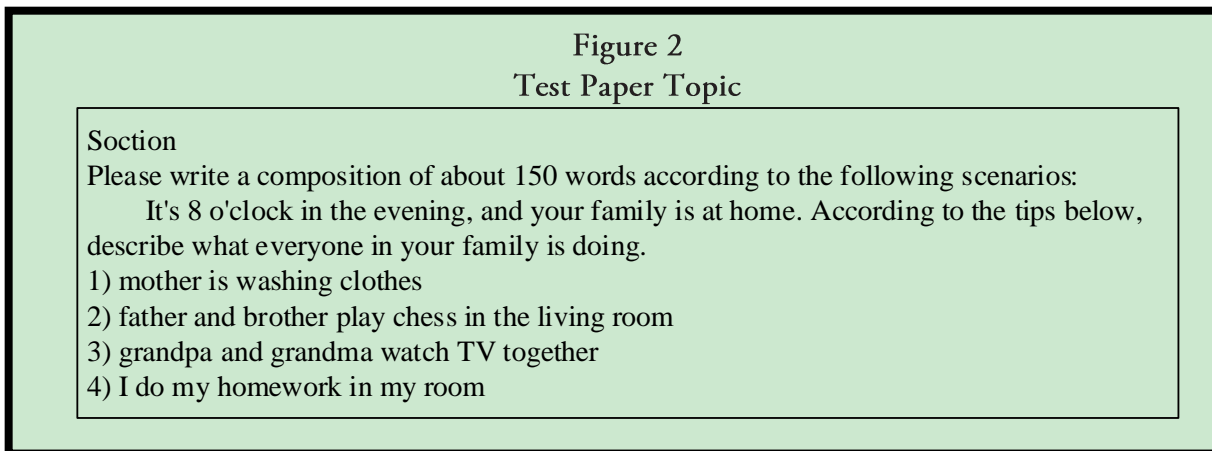 Figure 2
Test Paper Topic
Soction
Please write a composition of about 150 words according to the following scenarios:
It's 8 o'clock in the evening, and your family is at home. According to the tips below,
describe what everyone in your family is doing.
1) mother is washing clothes
2) father and brother play chess in the living room
3) grandpa and grandma watch TV together
4) I do my homework in my room